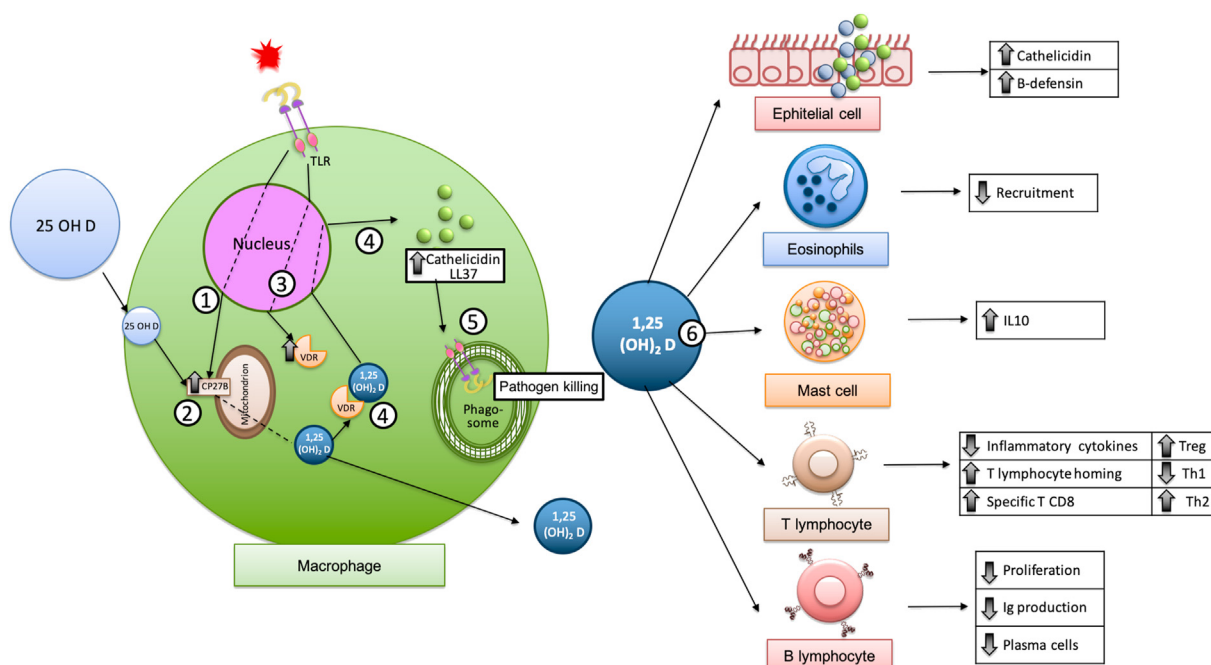 TLR
25 OH D
Nucleus
4
Cathelicidin
LL37
3
1
25 OH D
5
VDR
CP27B
2
Mitochondrion
1,25
(OH)₂ D
VDR
4
Pathogen killing
Phago-
some
1,25
(OH)₂ D
1,25
(OH)₂ D
Macrophage
1,25
(OH)₂ D
6
Ephitelial cell
Cathelicidin
B-defensin
Eosinophils
Recruitment
Mast cell
IL10
T lymphocyte
Inflammatory cytokines
Treg
T lymphocyte homing
Th1
Specific T CD8
Th2
B lymphocyte
Proliferation
Ig production
Plasma cells